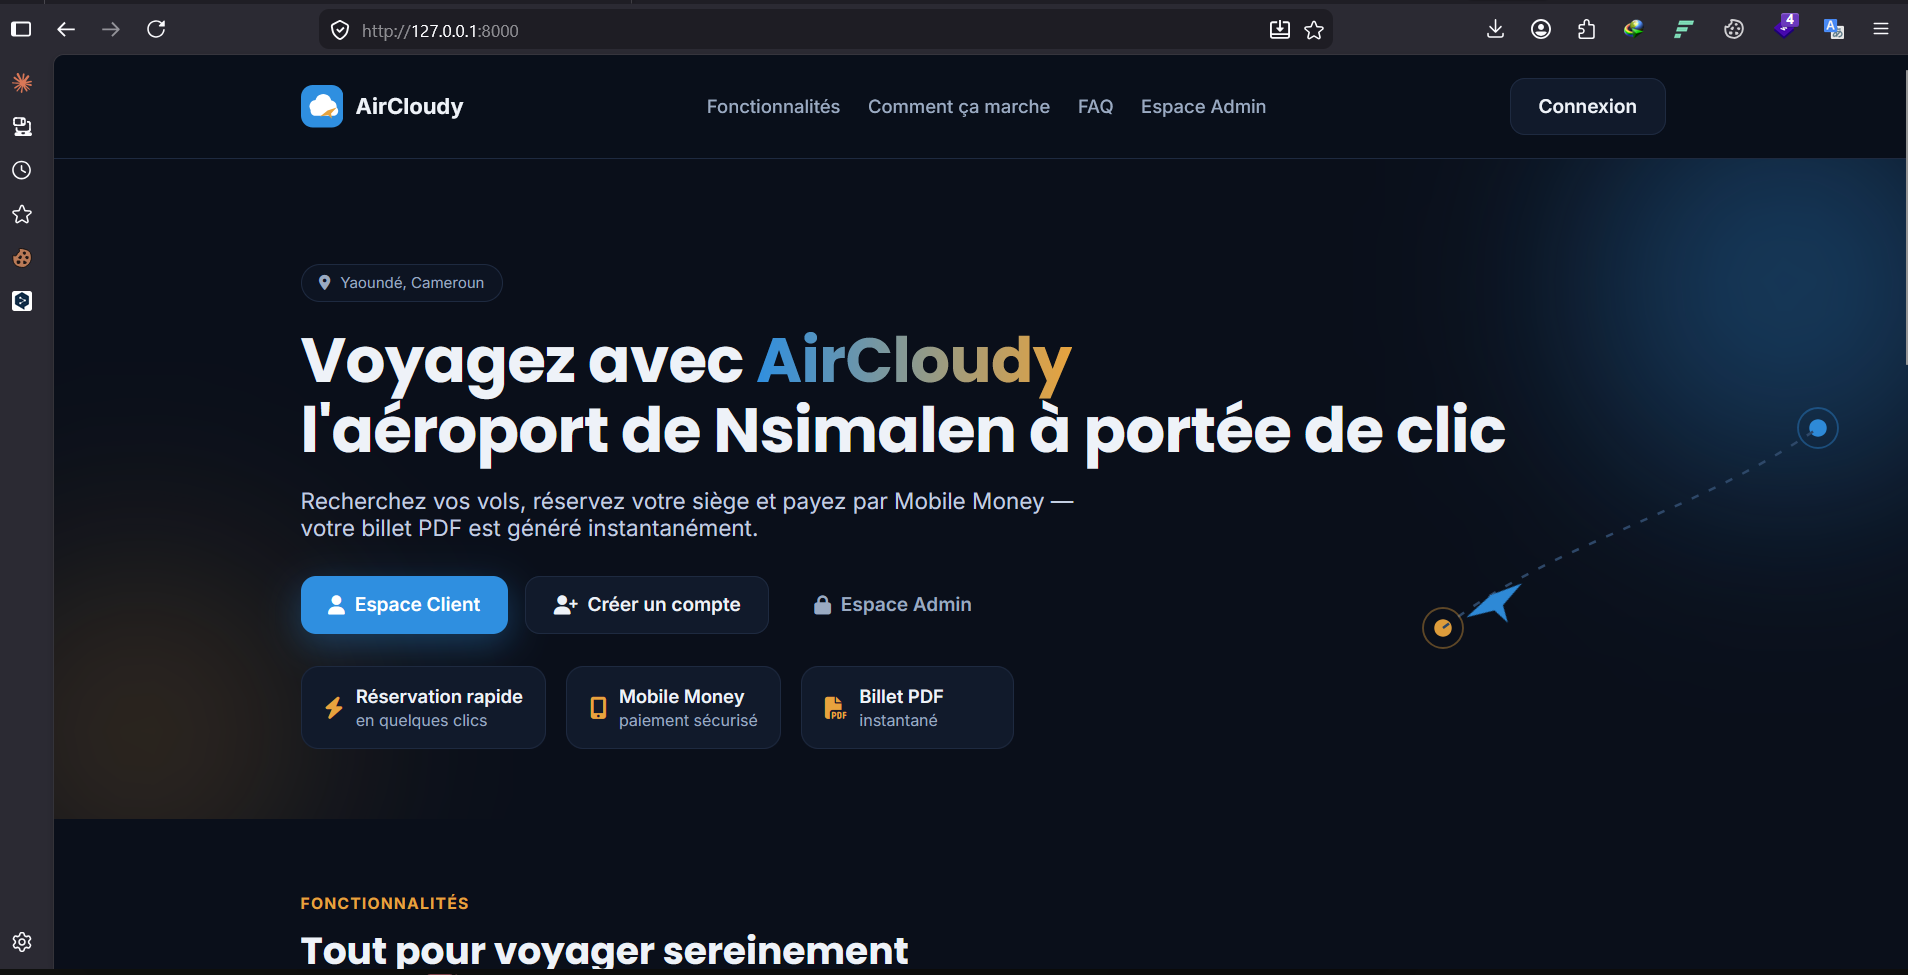 http://127.0.0.1:8000
4
AirCloudy
Fonctionnalités
Comment ça marche
FAQ
Espace Admin
Connexion
Yaoundé, Cameroun
Voyagez avec AirCloudy
l'aéroport de Nsimalen à portée de clic
Recherchez vos vols, réservez votre siège et payez par Mobile Money —
votre billet PDF est généré instantanément.
Espace Client
Créer un compte
Espace Admin
Réservation rapide
en quelques clics
Mobile Money
paiement sécurisé
PDF
Billet PDF
instantané
FONCTIONNALITÉS
Tout pour voyager sereinement